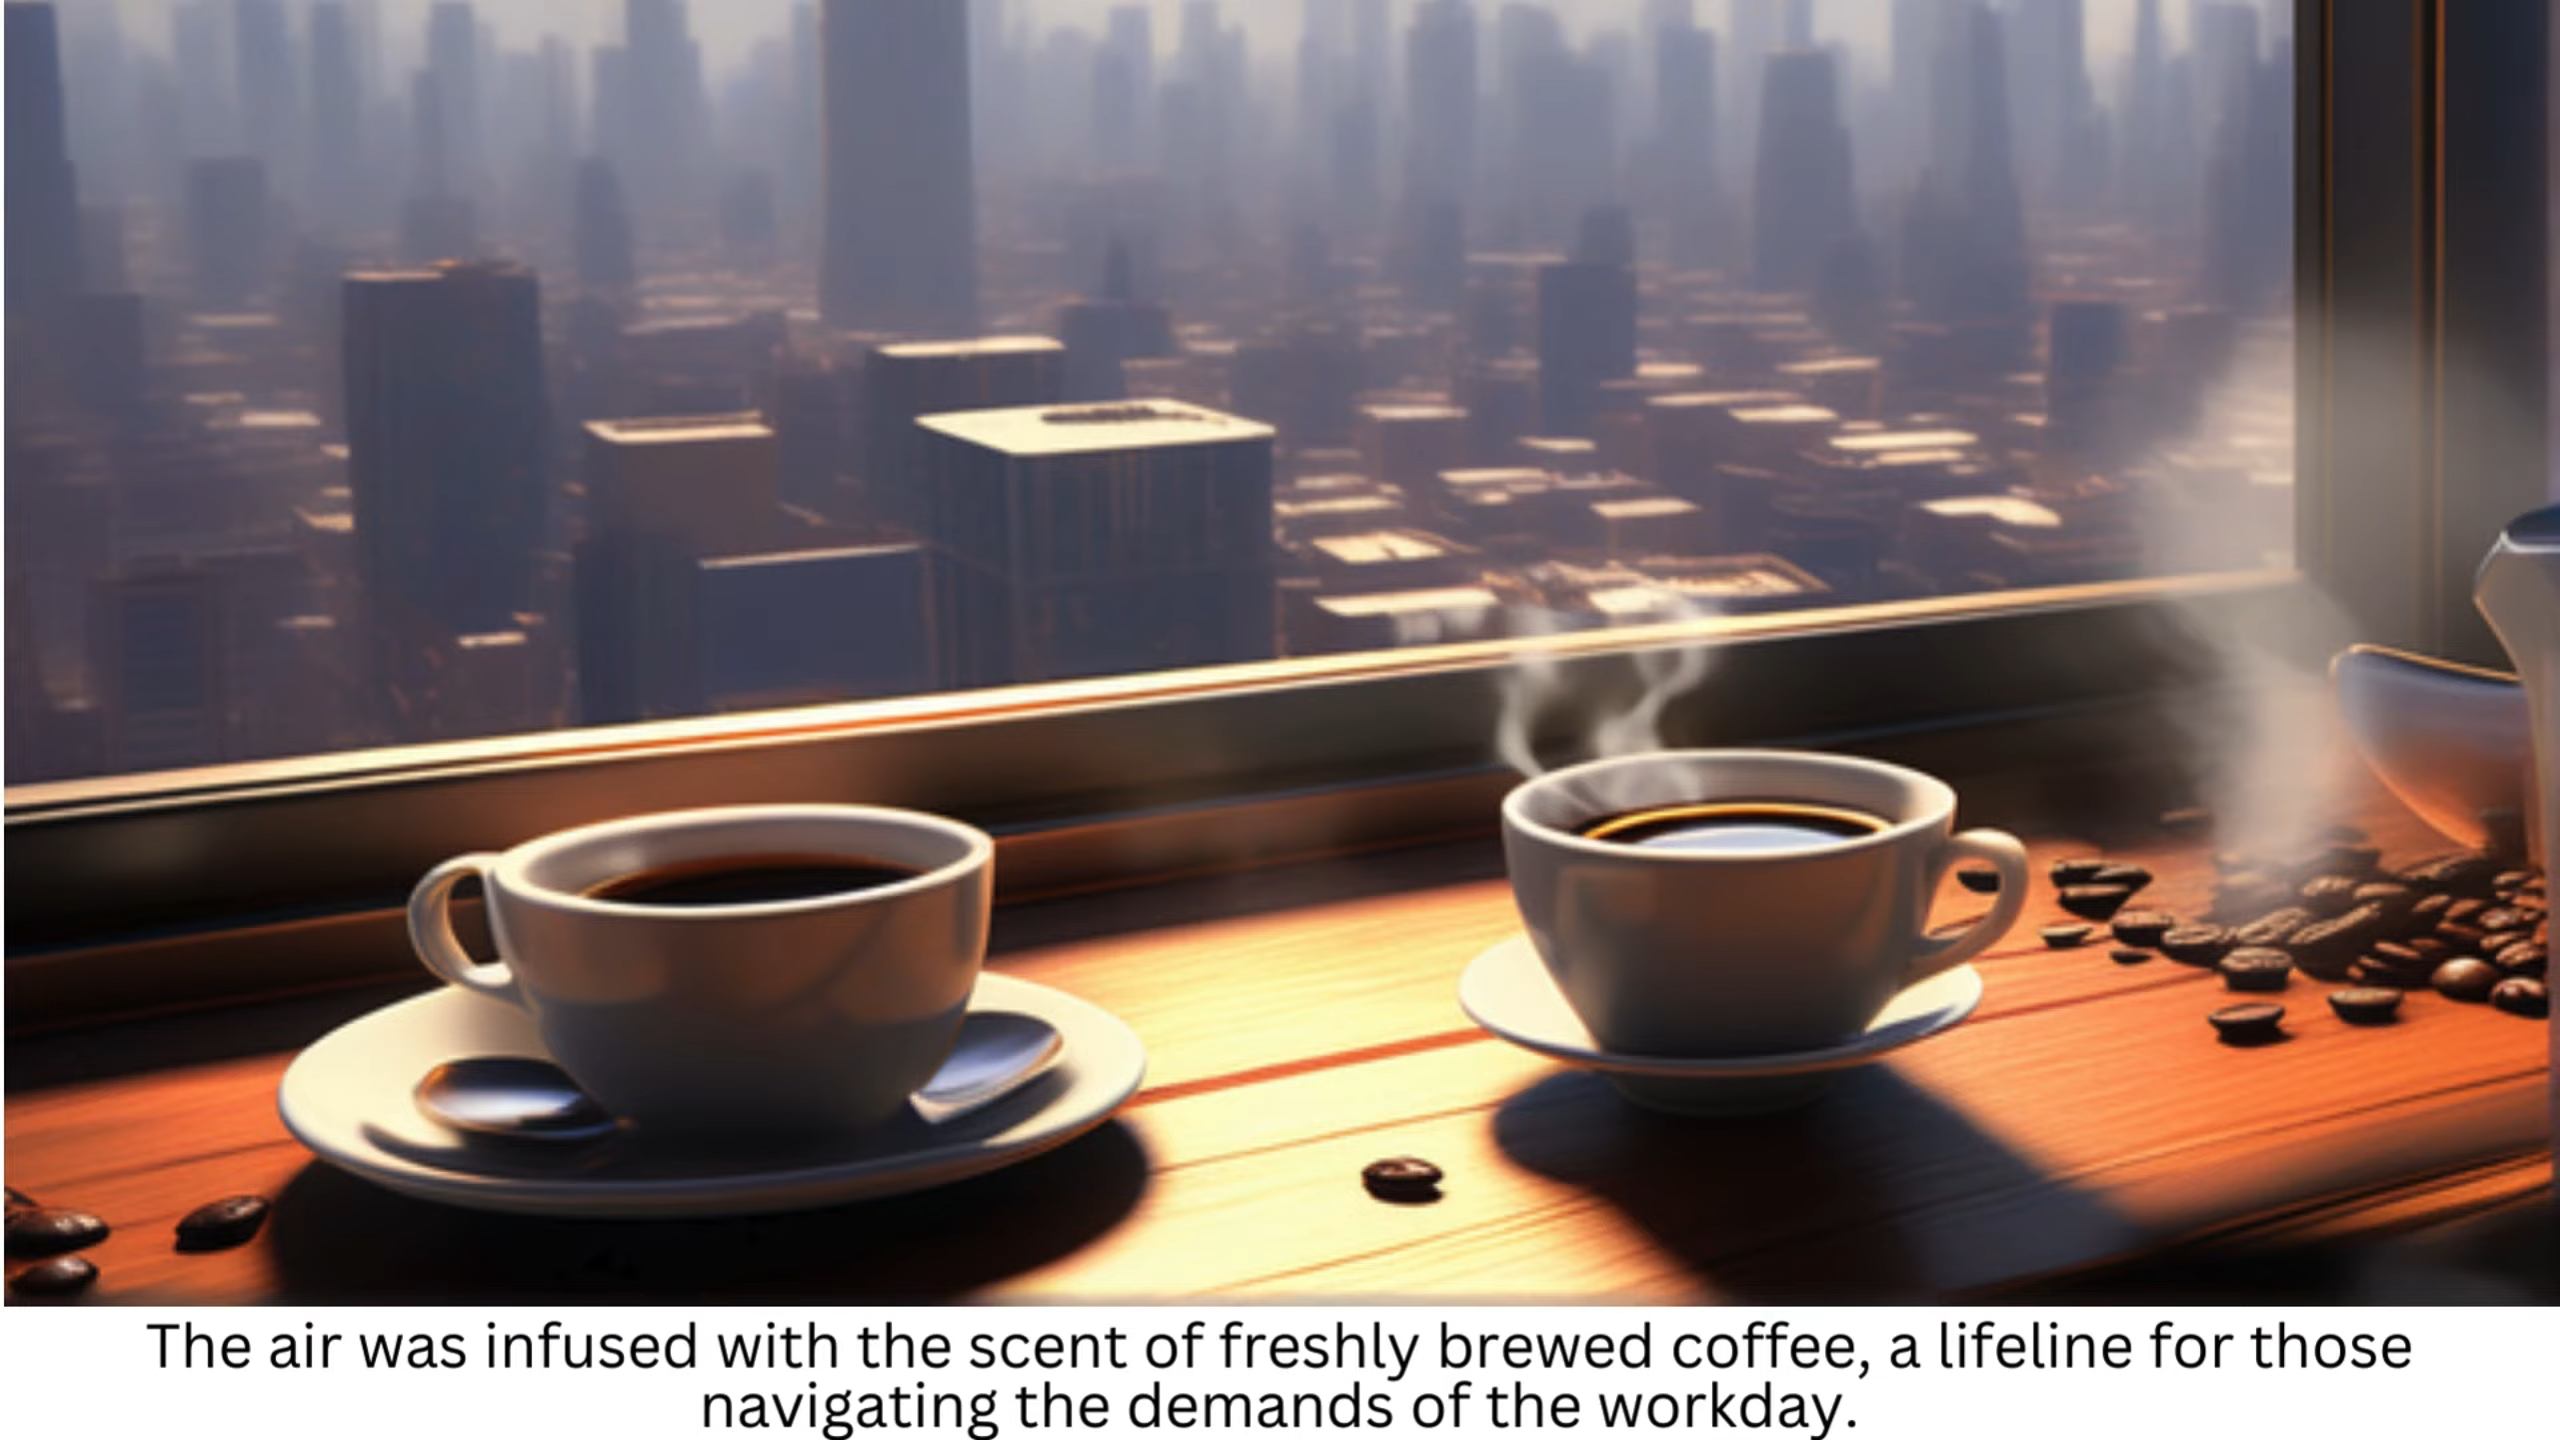 The air was infused with the scent of freshly brewed coffee, a lifeline for those
navigating the demands of the workday.